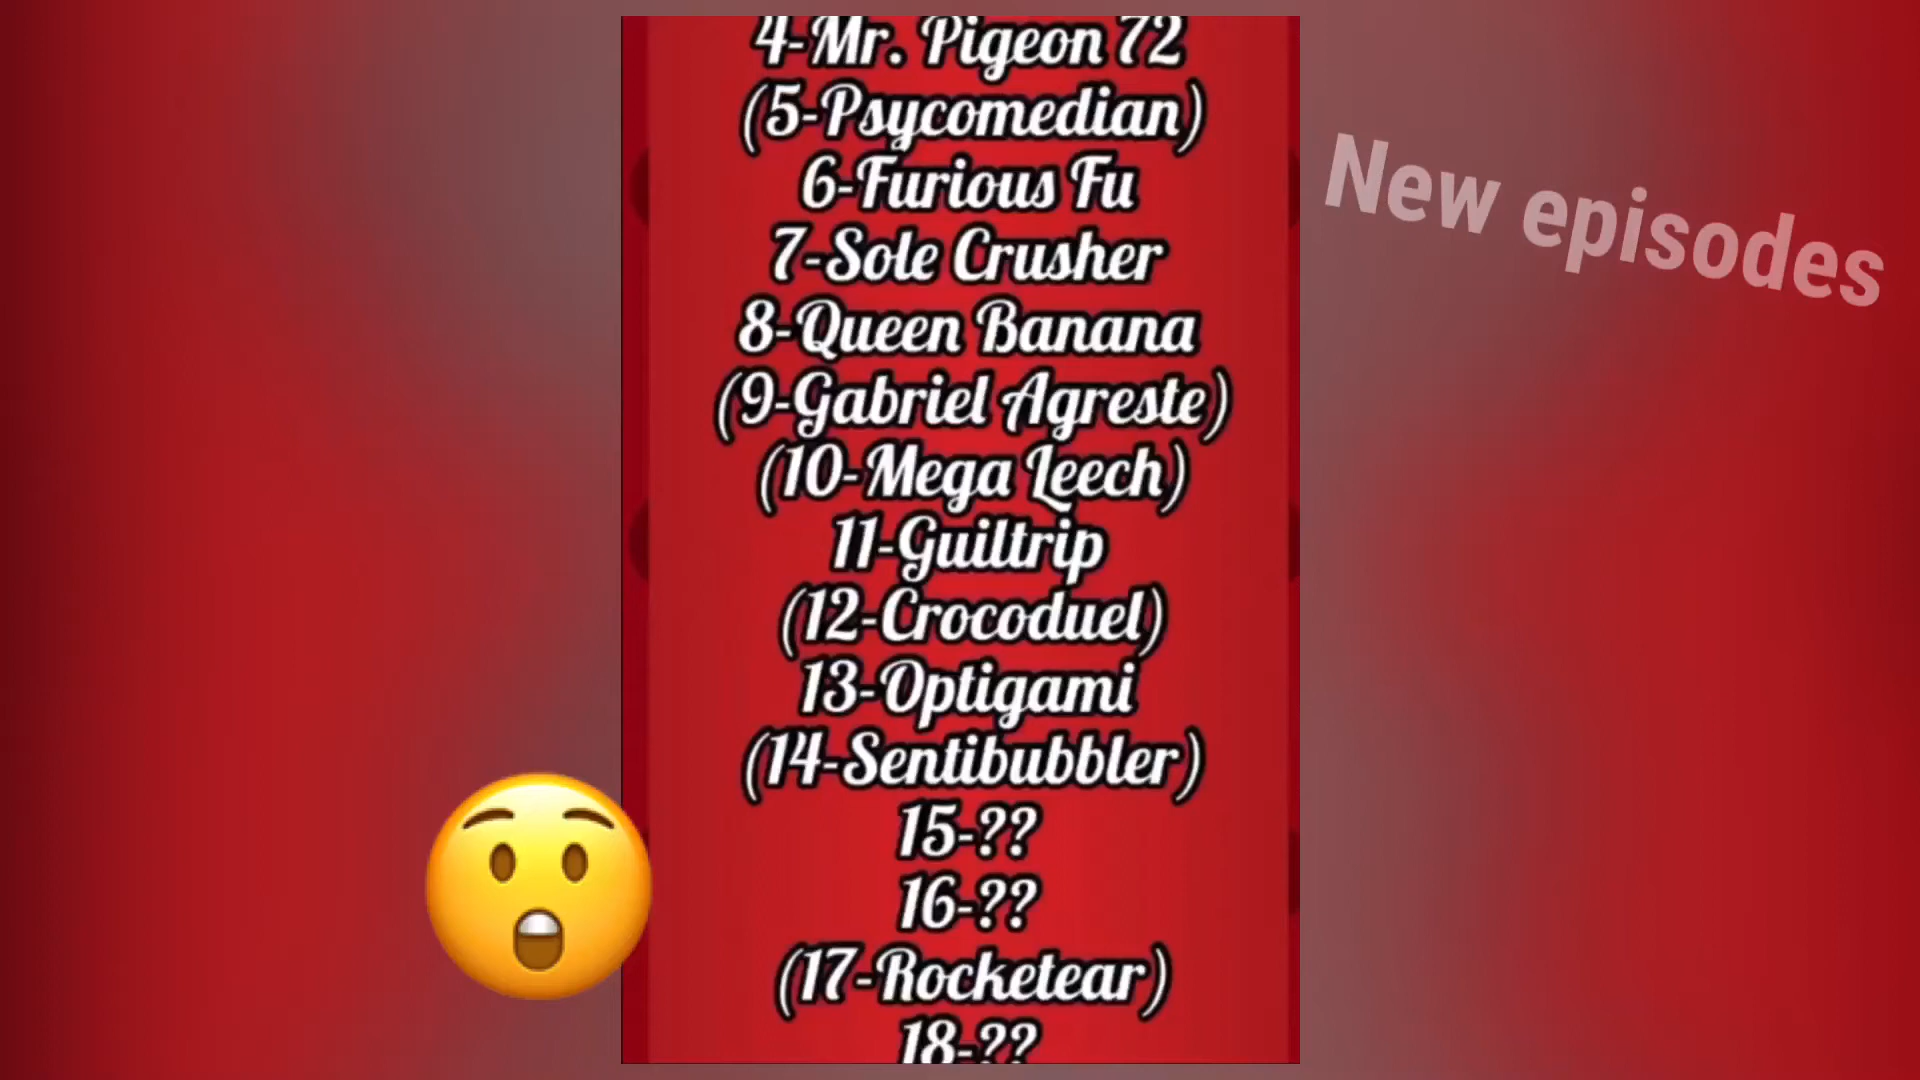 4-Mr. Pigeon 72
(5-Psycomedian)
6-Furious Fu
7-Sole Crusher
8-Queen Banana
(9-Gabriel Agreste)
(10-Mega Leech)
11-Guiltrip
(12-Crocoduel)
13-Optigami
(14-Sentibubbler)
15-??
16-??
(17-Rocketear)
18-??
New episodes